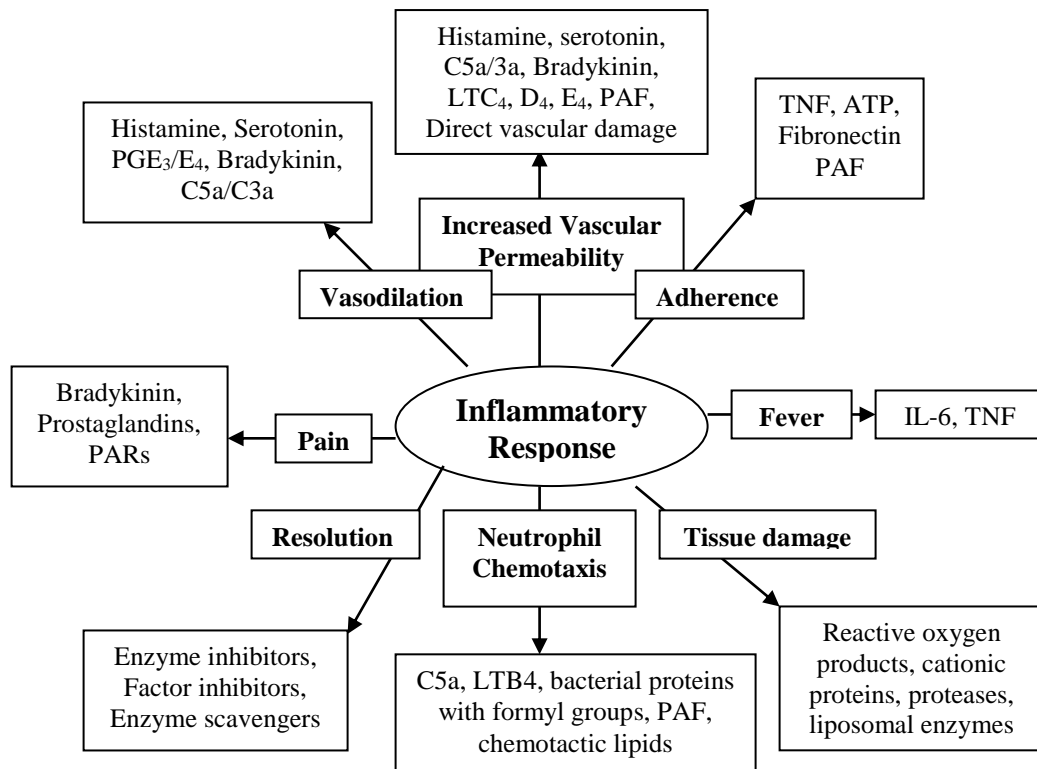 Histamine, serotonin,
C5a/3a, Bradykinin,
LTC₄, D₄, E₄, PAF,
Direct vascular damage
TNF, ATP,
Fibronectin
PAF
Histamine, Serotonin,
PGE₃/E₄, Bradykinin,
C5a/C3a
Increased Vascular
Permeability
Vasodilation
Adherence
Bradykinin,
Prostaglandins,
PARs
Pain
Inflammatory
Response
Fever
IL-6, TNF
Resolution
Neutrophil
Chemotaxis
Tissue damage
Enzyme inhibitors,
Factor inhibitors,
Enzyme scavengers
C5a, LTB4, bacterial proteins
with formyl groups, PAF,
chemotactic lipids
Reactive oxygen
products, cationic
proteins, proteases,
liposomal enzymes